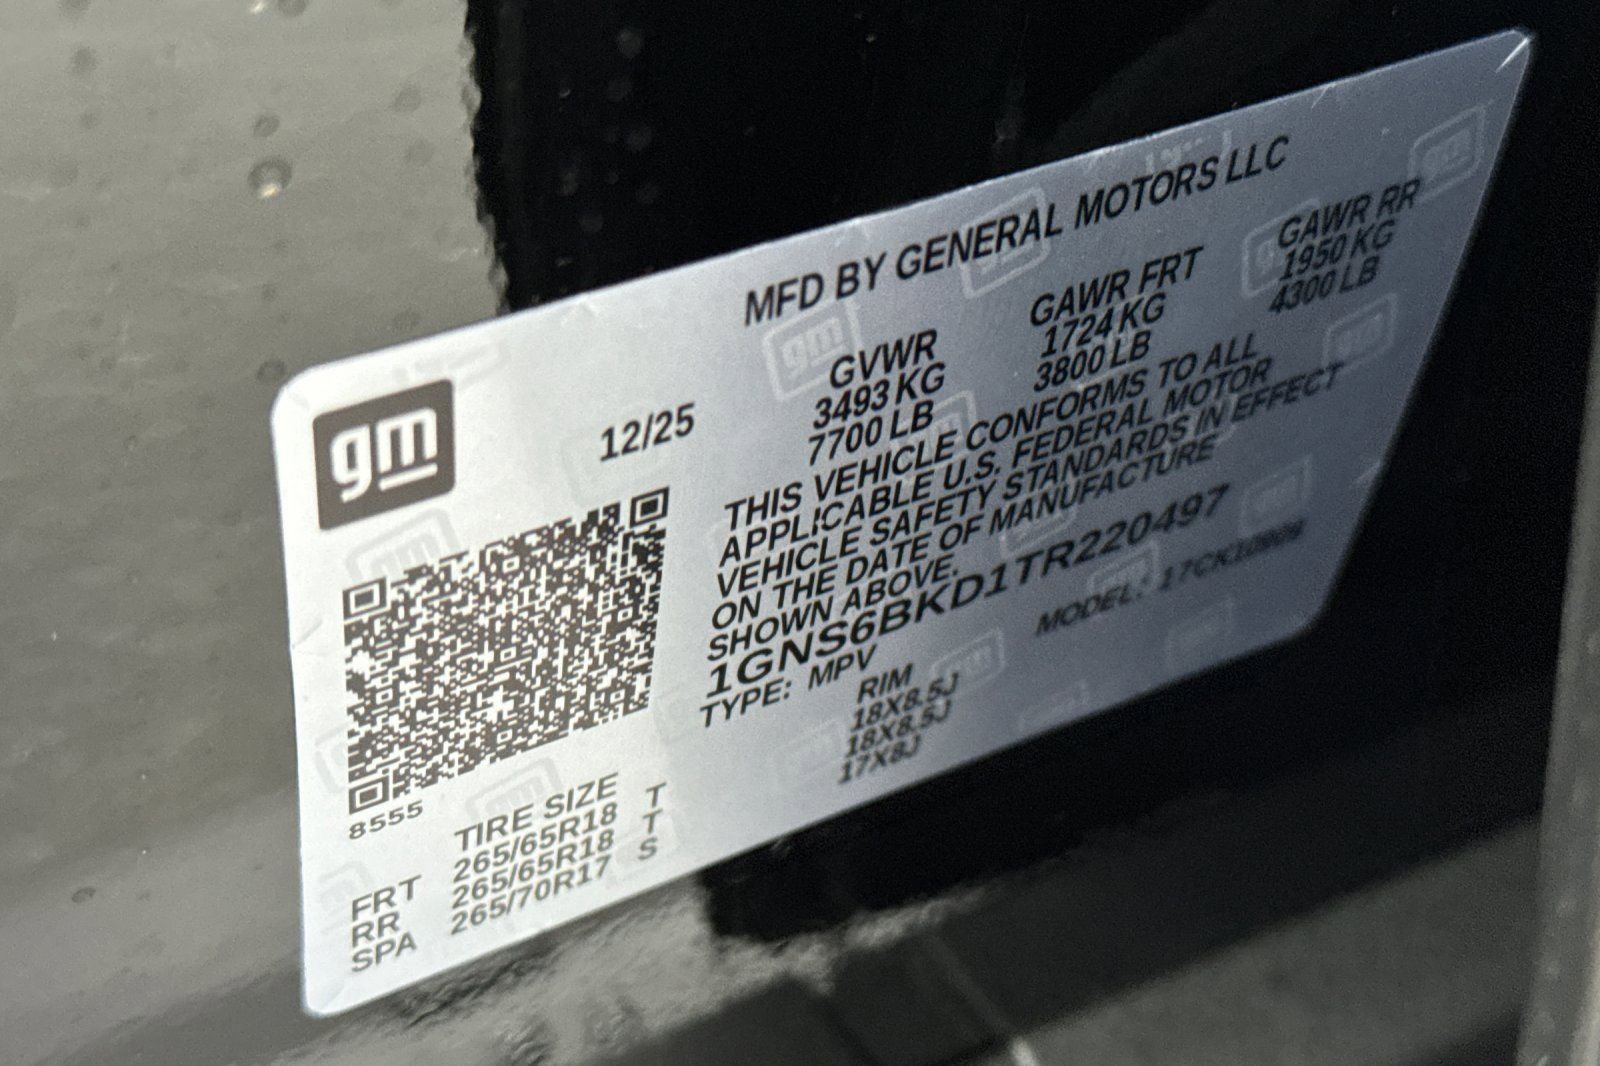 MFD BY GENERAL MOTORS LLC
gm
12/25
GVWR GAWR FRT GAWR RR
3493 KG 1724 KG 1950 KG
7700 LB 3800 LB 4300 LB
THIS VEHICLE CONFORMS TO ALL
APPLICABLE U.S. FEDERAL MOTOR
VEHICLE SAFETY STANDARDS IN EFFECT
ON THE DATE OF MANUFACTURE
SHOWN ABOVE.
1GNS6BKD1TR220497
TYPE: MPV MODEL:
8555
TIRE SIZE RIM
FRT 265/65R18 T 18X8.5J
RR 265/65R18 T 18X8.5J
SPA 265/70R17 S 17X8J